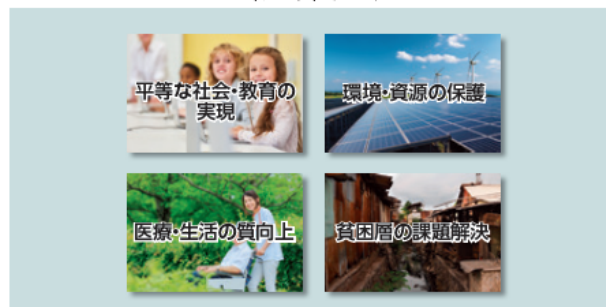 平等な社会・教育の
実現
環境・資源の保護
医療・生活の質向上
貧困層の課題解決